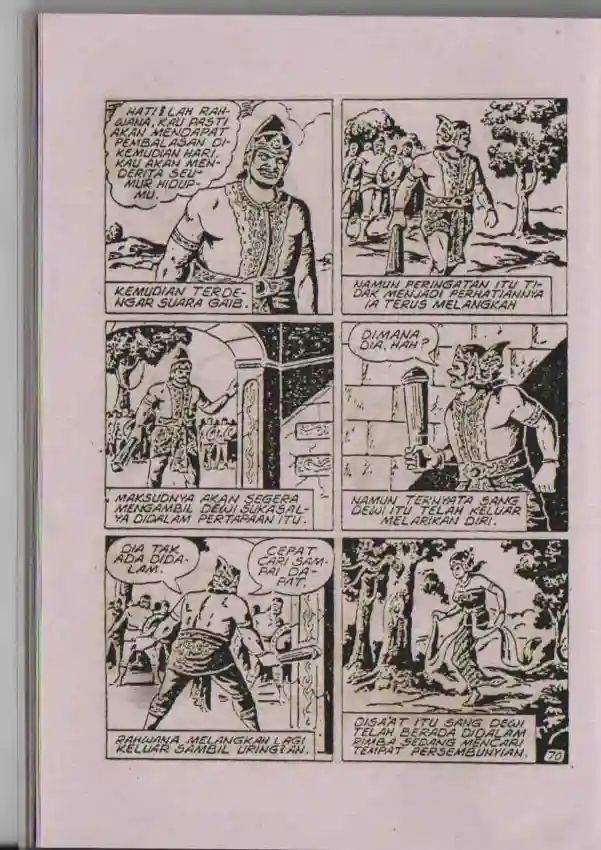 HATI2LAH RAH-
WANA, KAU PASTI
AKAN MENDAPAT
PEMBALASAN DI-
KEMUDIAN HARI.
KAU AKAN MEN-
DERITA SEU-
MUR HIDUP-
MU.
KEMUDIAN TERDE-
NGAR SUARA GAIB.
NAMUN PERINGATAN ITU TI-
DAK MENJADI PERHATIANNYA
IA TERUS MELANGKAH
MAKSUDNYA AKAN SEGERA
MENGAMBIL DEWI SUKASAL-
YA DIDALAM PERTAPAAN ITU.
DIMANA
DIA, HAH?
NAMUN TERNYATA SANG
DEWI ITU TELAH KELUAR
MELARIKAN DIRI.
DIA TAK
ADA DIDA-
LAM.
CEPAT
CARI SAM-
PAI DA-
PAT.
RAHWANA MELANGKAH LAGI
KELUAR SAMBIL URING2AN.
DISA'AT ITU SANG DEWI
TELAH BERADA DIDALAM
RIMBA SEDANG MENCARI
TEMPAT PERSEMBUNYIAN.
70